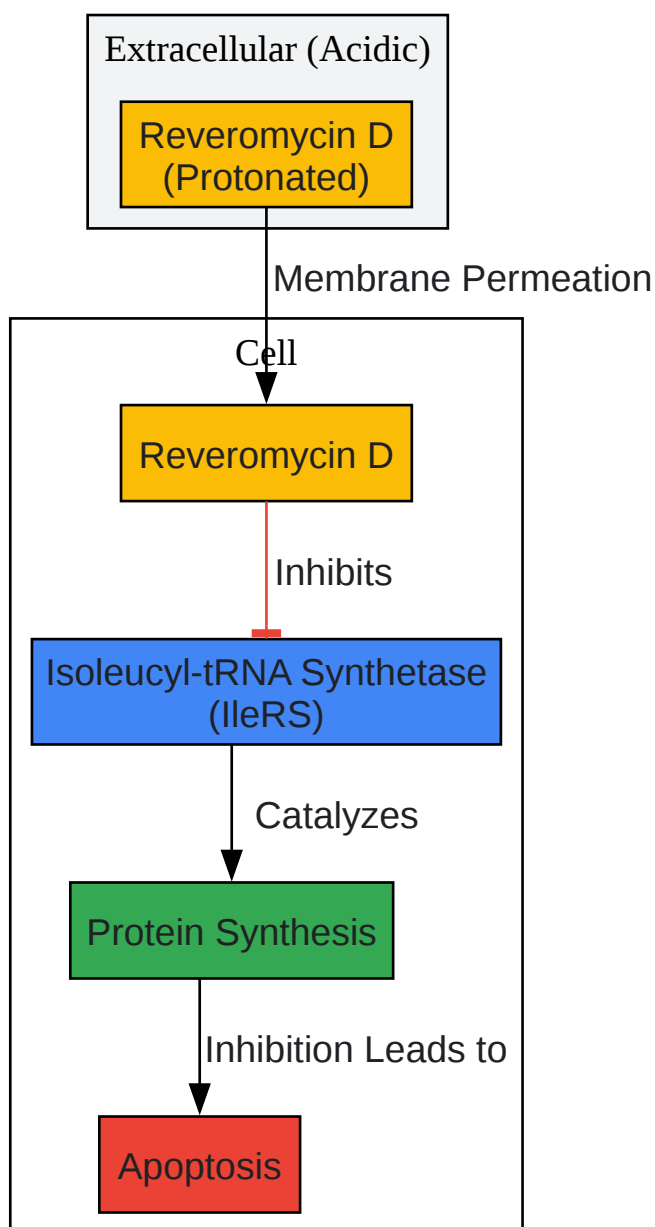 Extracellular (Acidic)
Reveromycin D
(Protonated)
Membrane Permeation
Cell
Reveromycin D
Inhibits
Isoleucyl-tRNA Synthetase
(IleRS)
Catalyzes
Protein Synthesis
Inhibition Leads to
Apoptosis